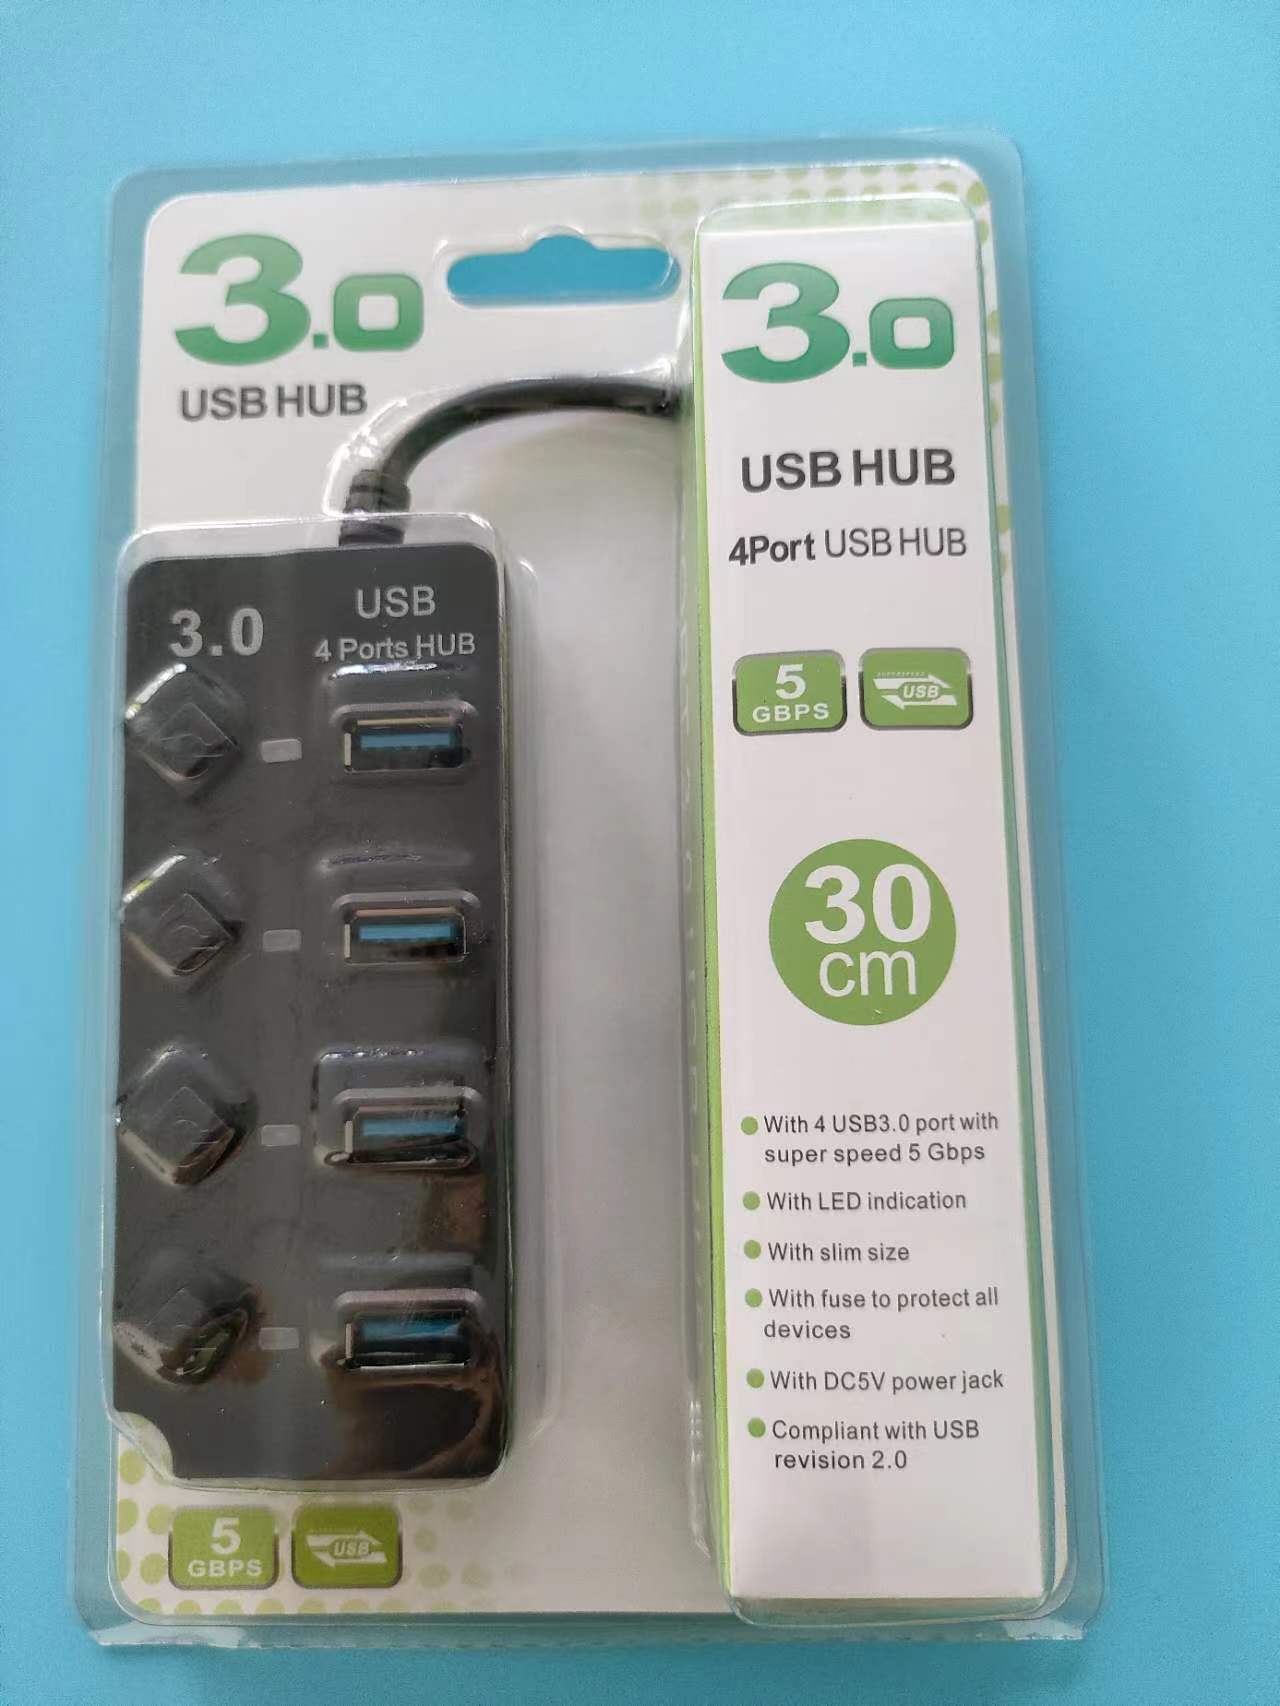 3.0
USB HUB
3.0
USB
4 Ports HUB
5
GBPS
USB
3.0
USB HUB
4Port USB HUB
5
GBPS
SUPERSPEED
USB
30
cm
With 4 USB3.0 port with
super speed 5 Gbps
With LED indication
With slim size
With fuse to protect all
devices
With DC5V power jack
Compliant with USB
revision 2.0